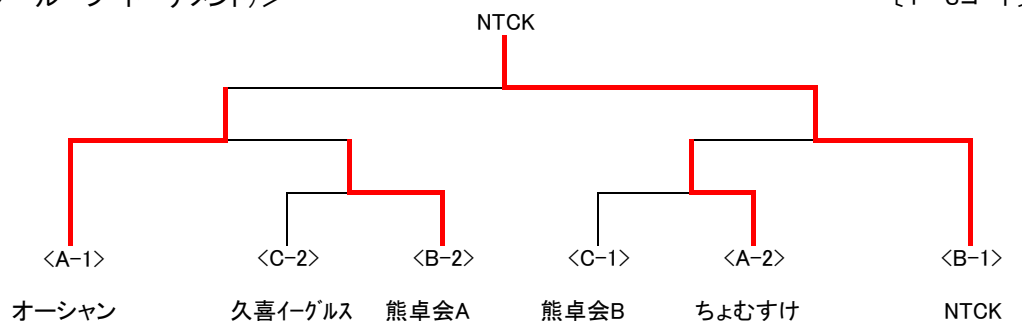 NTCK
<A-1> <C-2> <B-2> <C-1> <A-2> <B-1>
オーシャン 久喜イーグルス 熊卓会A 熊卓会B ちょむすけ NTCK